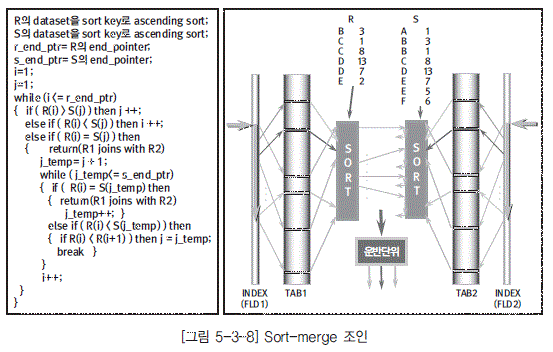 R의 dataset을 sort key로 ascending sort;
S의 dataset을 sort key로 ascending sort;
r_end_ptr= R의 end_pointer;
s_end_ptr= S의 end_pointer;
i=1;
j=1;
while (i <= r_end_ptr)
{ if ( R(i) > S(j)) then j ++;
else if ( R(i) < S(j)) then i ++;
else if ( R(i) = S(j)) then
{ return(R1 joins with R2)
j_temp= j + 1;
while ( j_temp(= s_end_ptr)
{ if ( R(i) = S(j_temp) then
{ return(R1 joins with R2)
j_temp++; }
else if ( R(i) < S(j_temp)) then
{ if R(i) < R(i+1) ) then j = j_temp;
break }
}
i++;
}
}
R
B 3
C 1
C 8
D 13
D 7
E 2
S
A 1
B 3
B 1
C 8
C 13
D 7
E 5
F 6
SORT
SORT
운반단위
INDEX
(FLD1)
TAB1
TAB2
INDEX
(FLD2)
[그림 5-3-8] Sort-merge 조인